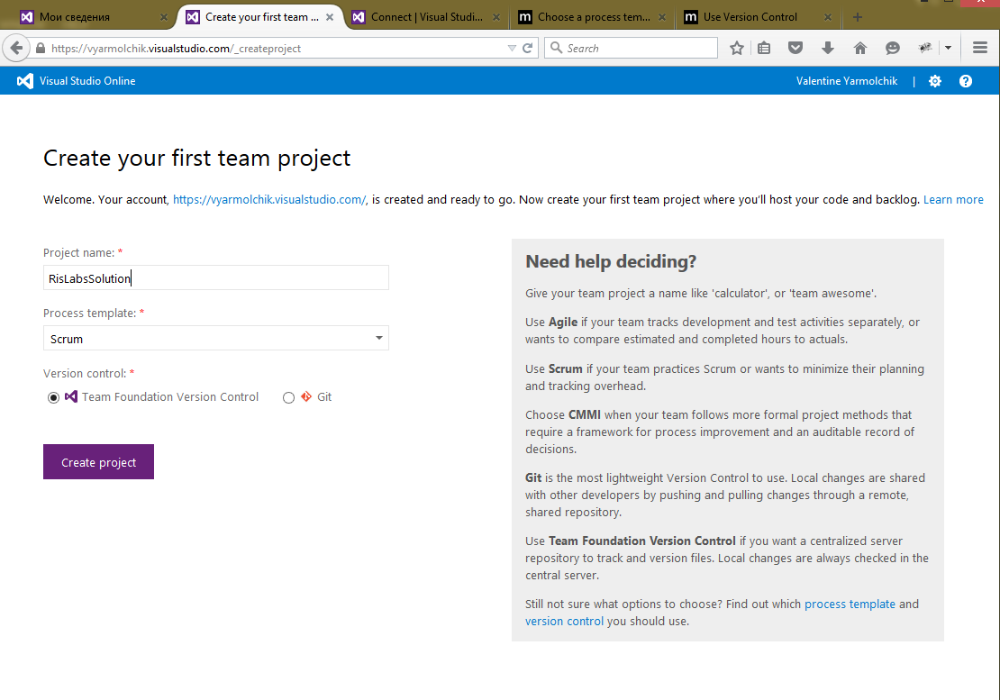 Мои сведения
Create your first team ...
Connect | Visual Studi...
Choose a process tem...
Use Version Control
https://vyarmolchik.visualstudio.com/_createproject
Search
Visual Studio Online
Valentine Yarmolchik
|
Create your first team project
Welcome. Your account, https://vyarmolchik.visualstudio.com/, is created and ready to go. Now create your first team project where you'll host your code and backlog. Learn more
Project name: *
RisLabsSolution
Process template: *
Scrum
Version control: *
Team Foundation Version Control
Git
Create project
Need help deciding?
Give your team project a name like 'calculator', or 'team awesome'.
Use Agile if your team tracks development and test activities separately, or
wants to compare estimated and completed hours to actuals.
Use Scrum if your team practices Scrum or wants to minimize their planning
and tracking overhead.
Choose CMMI when your team follows more formal project methods that
require a framework for process improvement and an auditable record of
decisions.
Git is the most lightweight Version Control to use. Local changes are shared
with other developers by pushing and pulling changes through a remote,
shared repository.
Use Team Foundation Version Control if you want a centralized server
repository to track and version files. Local changes are always checked in the
central server.
Still not sure what options to choose? Find out which process template and
version control you should use.